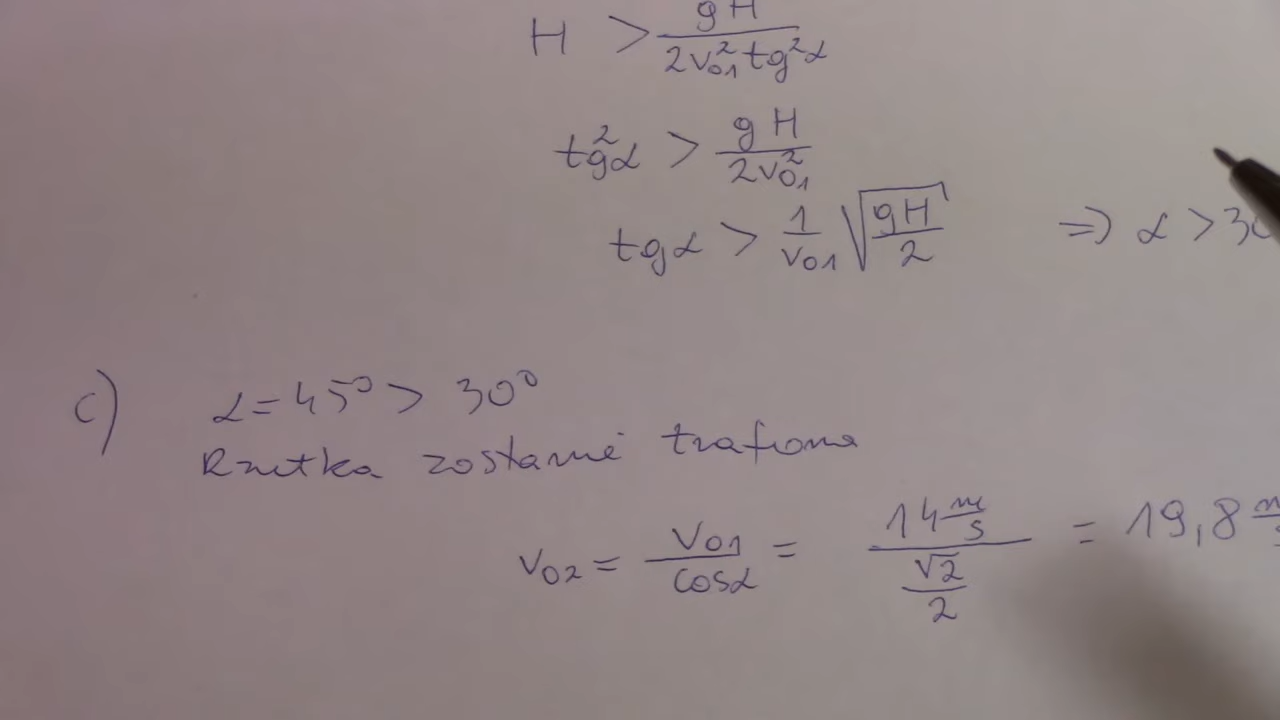 H > gH / 2v₀₁² tg²α
tg²α > gH / 2v₀₁²
tgα > 1/v₀₁ √(gH/2) ⇒ α > 30
c) α = 45° > 30°
Rzutka zostanie trafiona
v₀₂ = v₀₁ / cosα = 14 m/s / (√2/2) = 19,8 m/s